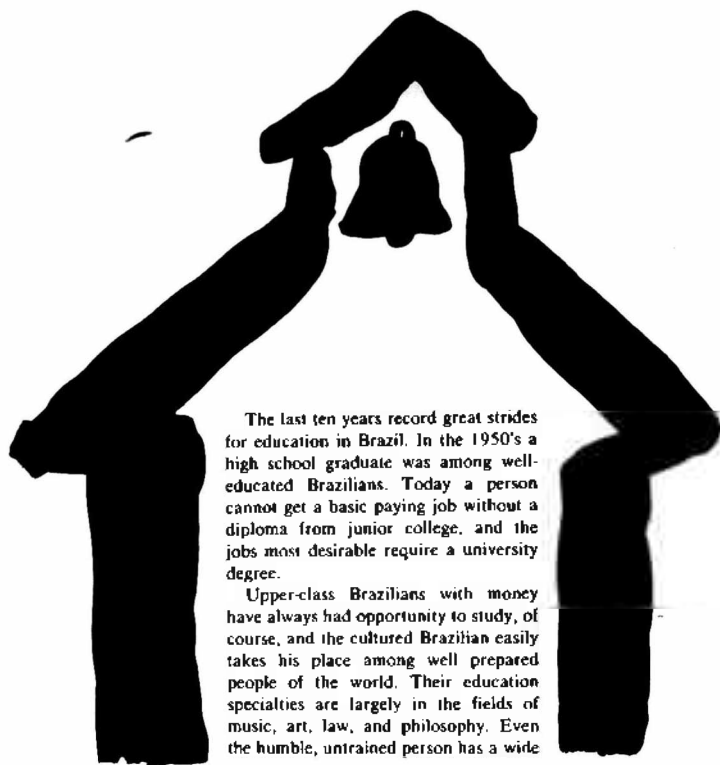 The last ten years record great strides
for education in Brazil. In the 1950's a
high school graduate was among well-
educated Brazilians. Today a person
cannot get a basic paying job without a
diploma from junior college, and the
jobs most desirable require a university
degree.
Upper-class Brazilians with money
have always had opportunity to study, of
course, and the cultured Brazilian easily
takes his place among well prepared
people of the world. Their education
specialties are largely in the fields of
music, art, law, and philosophy. Even
the humble, untrained person has a wide